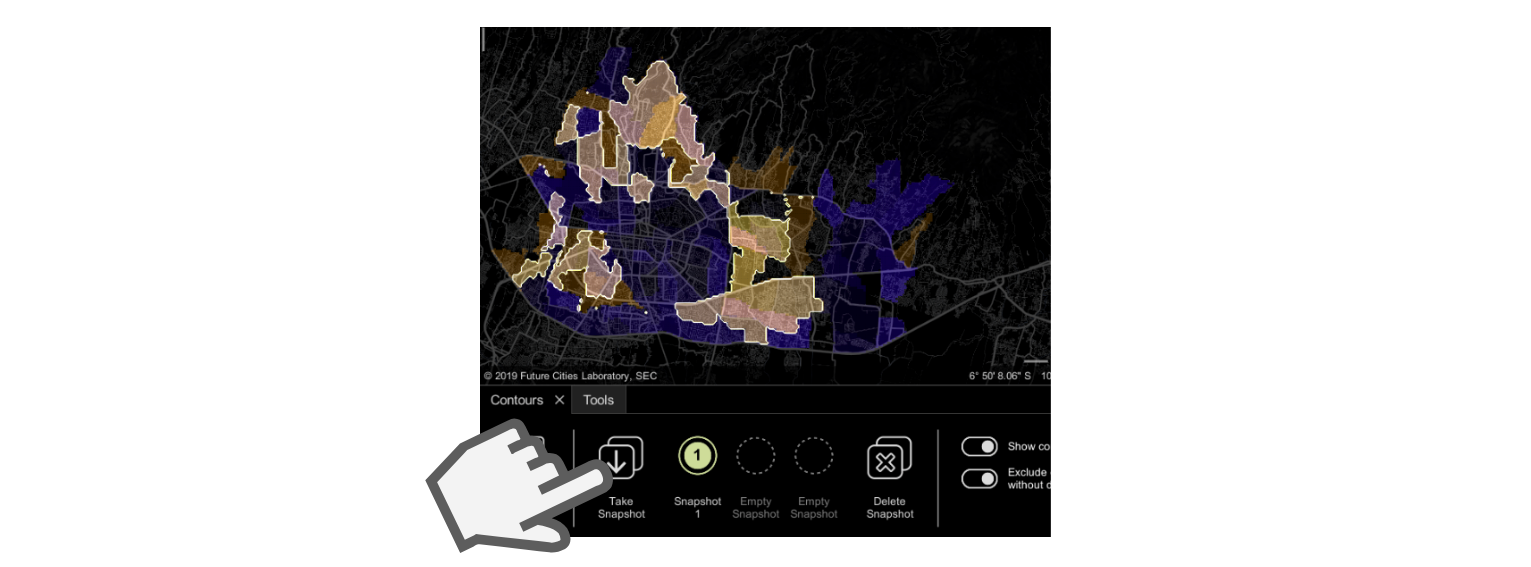 © 2019 Future Cities Laboratory, SEC
6° 50' 8.06" S 10
Contours ✕ Tools
Take
Snapshot
1
Snapshot
1
Empty
Snapshot
Empty
Snapshot
Delete
Snapshot
Show co
Exclude
without d